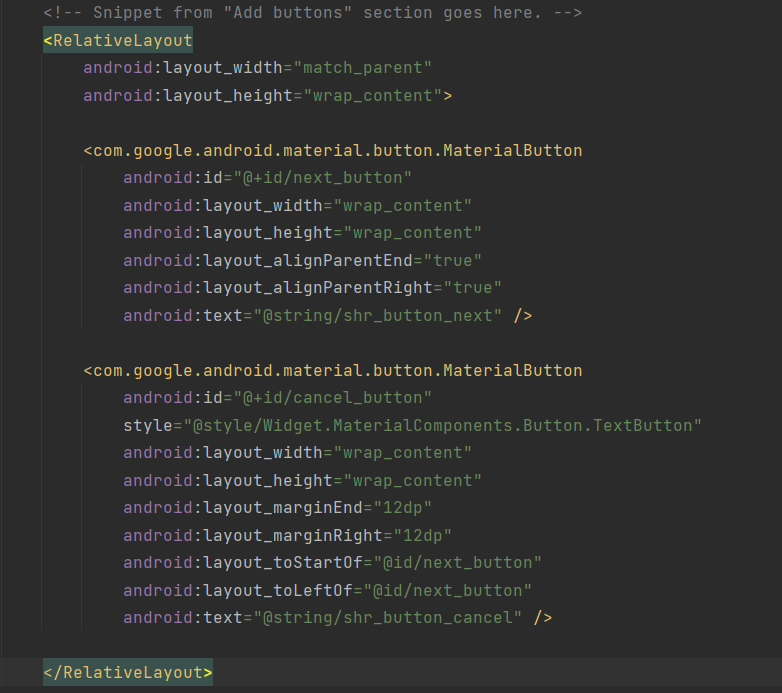 <!-- Snippet from "Add buttons" section goes here. -->
<RelativeLayout
    android:layout_width="match_parent"
    android:layout_height="wrap_content">
    <com.google.android.material.button.MaterialButton
        android:id="@+id/next_button"
        android:layout_width="wrap_content"
        android:layout_height="wrap_content"
        android:layout_alignParentEnd="true"
        android:layout_alignParentRight="true"
        android:text="@string/shr_button_next" />
    <com.google.android.material.button.MaterialButton
        android:id="@+id/cancel_button"
        style="@style/Widget.MaterialComponents.Button.TextButton"
        android:layout_width="wrap_content"
        android:layout_height="wrap_content"
        android:layout_marginEnd="12dp"
        android:layout_marginRight="12dp"
        android:layout_toStartOf="@id/next_button"
        android:layout_toLeftOf="@id/next_button"
        android:text="@string/shr_button_cancel" />
</RelativeLayout>